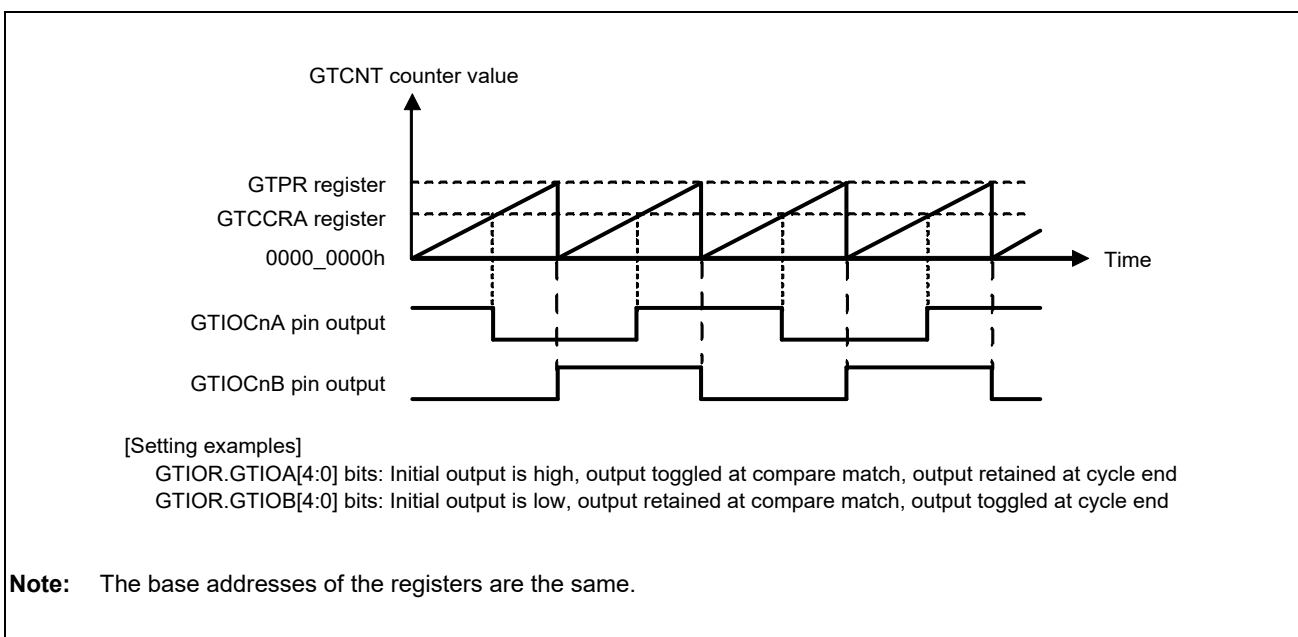 GTCNT counter value
GTPR register
GTCCRA register
0000_0000h
Time
GTIOCnA pin output
GTIOCnB pin output
[Setting examples]
GTIOR.GTIOA[4:0] bits: Initial output is high, output toggled at compare match, output retained at cycle end
GTIOR.GTIOB[4:0] bits: Initial output is low, output retained at compare match, output toggled at cycle end
Note: The base addresses of the registers are the same.